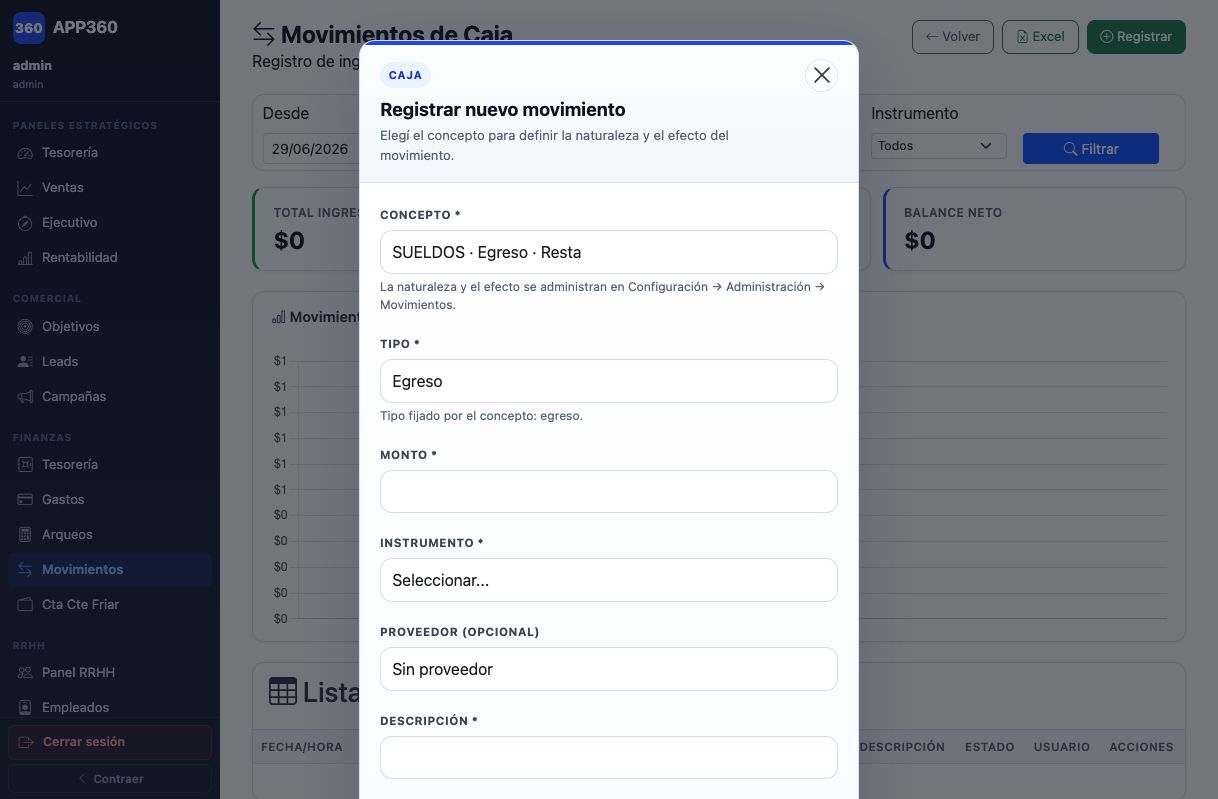 360 APP360
admin
admin
PANELES ESTRATÉGICOS
Tesorería
Ventas
Ejecutivo
Rentabilidad
COMERCIAL
Objetivos
Leads
Campañas
FINANZAS
Tesorería
Gastos
Arqueos
Movimientos
Cta Cte Friar
RRHH
Panel RRHH
Empleados
Cerrar sesión
Contraer
Movimientos de Caja
Registro de ing
Volver
Excel
Registrar
Desde
29/06/2026
Instrumento
Todos
Filtrar
TOTAL INGRES
$0
BALANCE NETO
$0
Movimient
$1
$1
$1
$1
$1
$1
$0
$0
$0
$0
$0
Lista
FECHA/HORA
DESCRIPCIÓN
ESTADO
USUARIO
ACCIONES
CAJA
Registrar nuevo movimiento
Elegí el concepto para definir la naturaleza y el efecto del
movimiento.
CONCEPTO *
SUELDOS · Egreso · Resta
La naturaleza y el efecto se administran en Configuración → Administración →
Movimientos.
TIPO *
Egreso
Tipo fijado por el concepto: egreso.
MONTO *
INSTRUMENTO *
Seleccionar...
PROVEEDOR (OPCIONAL)
Sin proveedor
DESCRIPCIÓN *